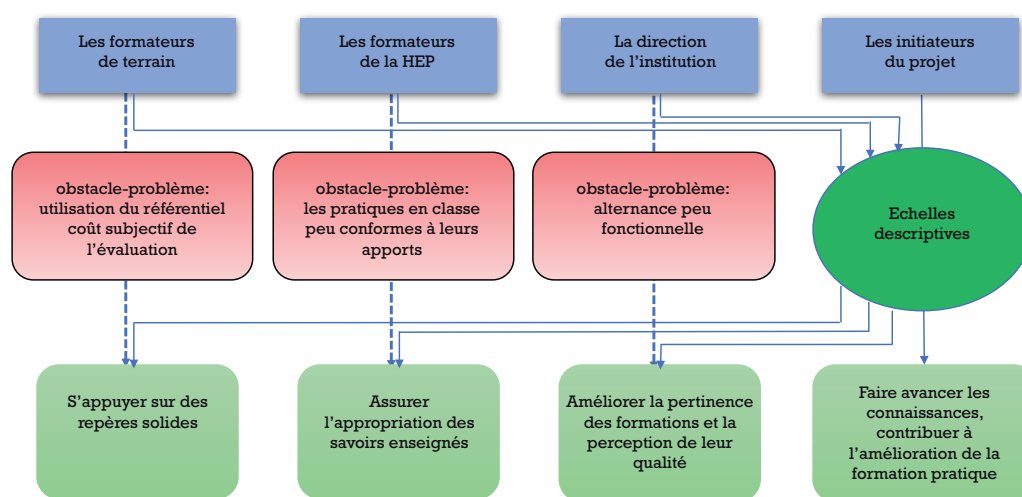 Les formateurs
de terrain
Les formateurs
de la HEP
La direction
de l’institution
Les initiateurs
du projet
obstacle-problème:
utilisation du référentiel
coût subjectif de
l’évaluation
obstacle-problème:
les pratiques en classe
peu conformes à leurs
apports
obstacle-problème:
alternance peu
fonctionnelle
Echelles
descriptives
S’appuyer sur des
repères solides
Assurer
l’appropriation des
savoirs enseignés
Améliorer la pertinence
des formations et la
perception de leur
qualité
Faire avancer les
connaissances,
contribuer à
l’amélioration de la
formation pratique